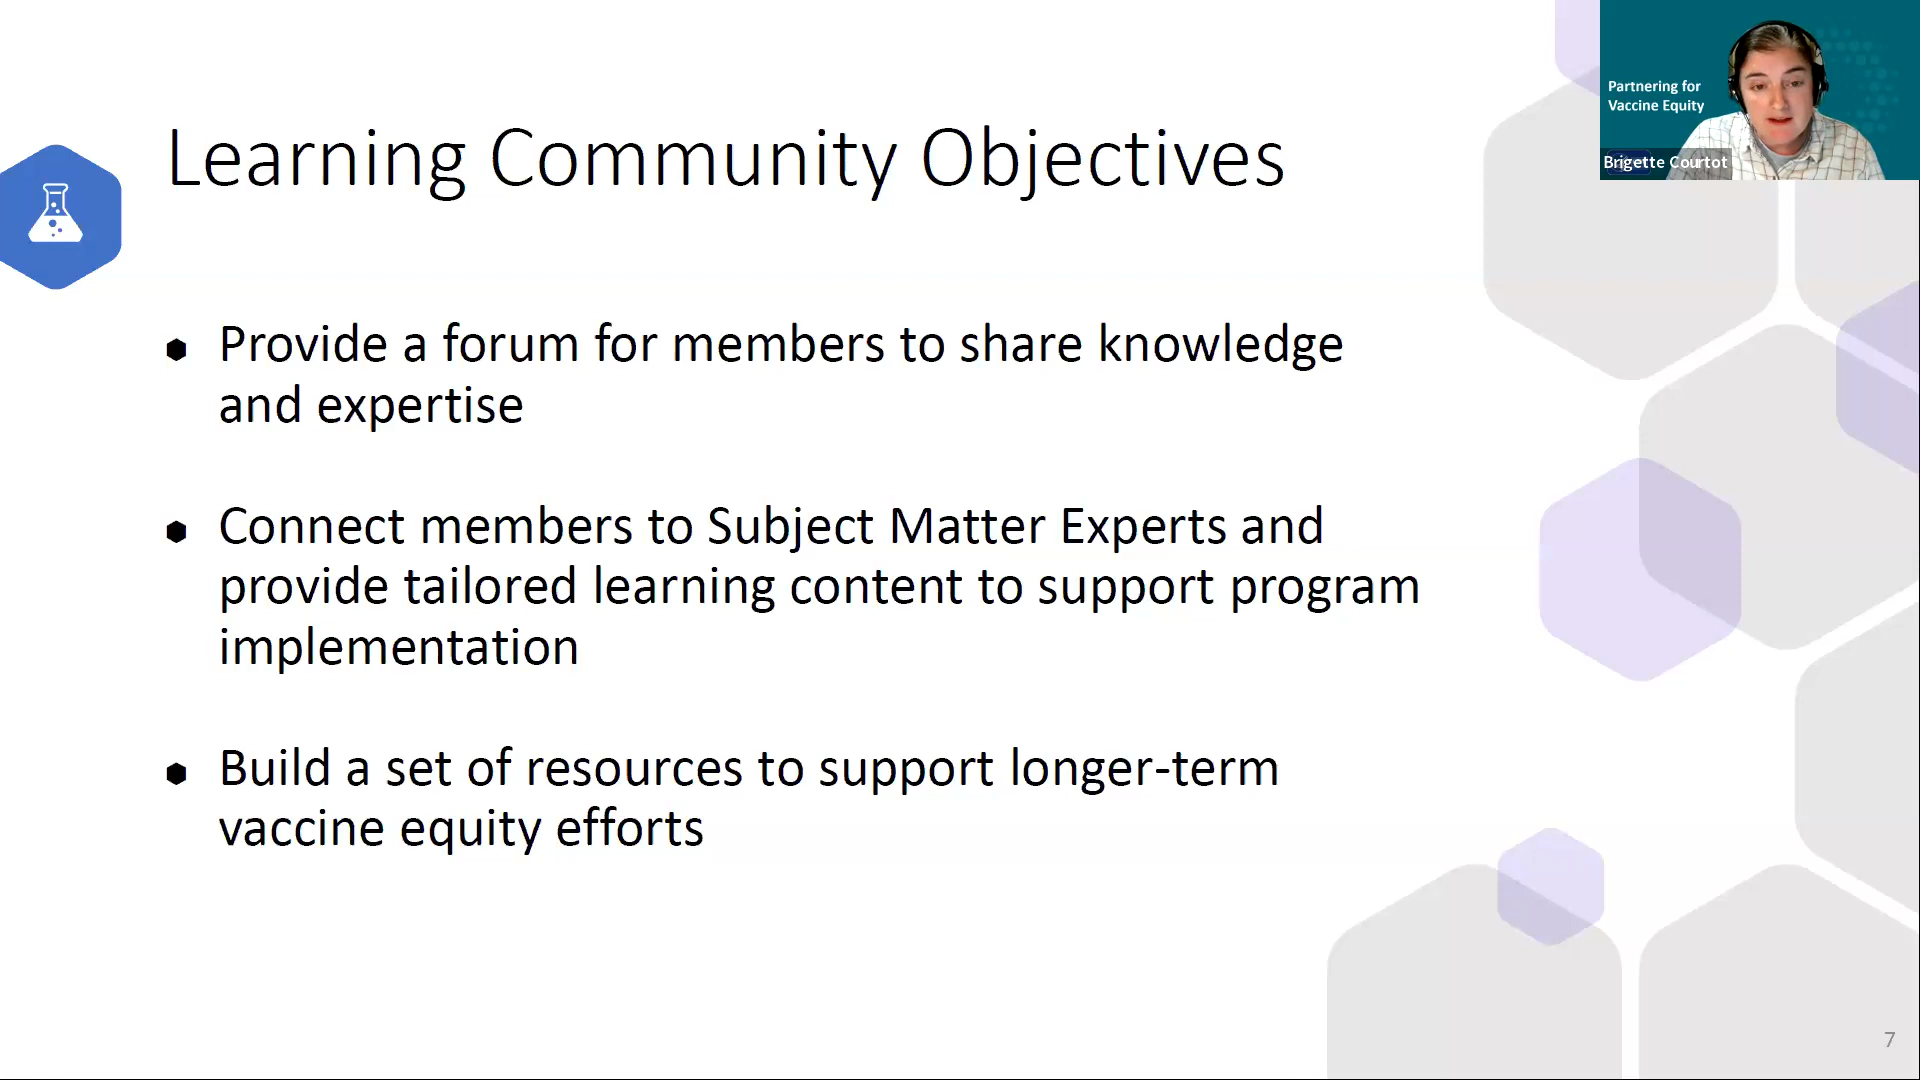 Learning Community Objectives
Provide a forum for members to share knowledge
and expertise
Connect members to Subject Matter Experts and
provide tailored learning content to support program
implementation
Build a set of resources to support longer-term
vaccine equity efforts
Partnering for
Vaccine Equity
Brigette Courtot
7